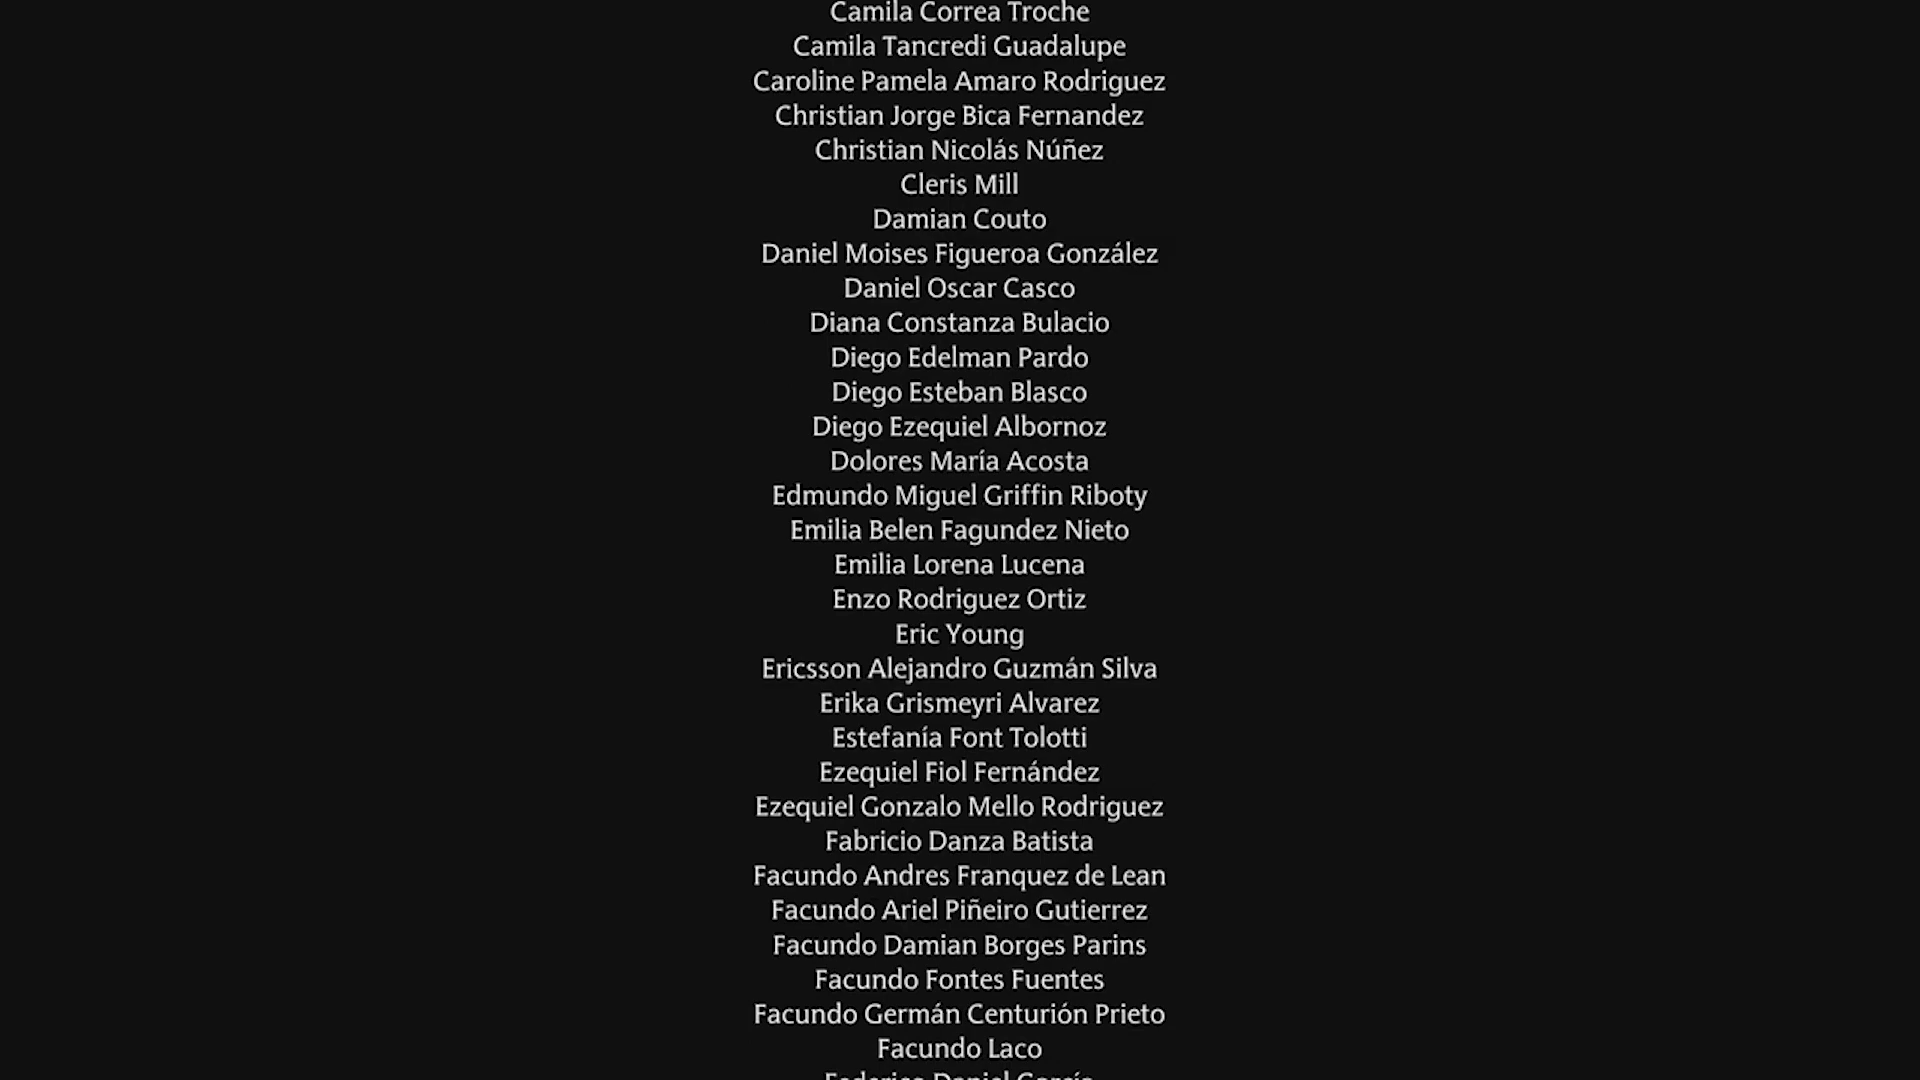 Camila Correa Troche
Camila Tancredi Guadalupe
Caroline Pamela Amaro Rodriguez
Christian Jorge Bica Fernandez
Christian Nicolás Núñez
Cleris Mill
Damian Couto
Daniel Moises Figueroa González
Daniel Oscar Casco
Diana Constanza Bulacio
Diego Edelman Pardo
Diego Esteban Blasco
Diego Ezequiel Albornoz
Dolores María Acosta
Edmundo Miguel Griffin Riboty
Emilia Belen Fagundez Nieto
Emilia Lorena Lucena
Enzo Rodriguez Ortiz
Eric Young
Ericsson Alejandro Guzmán Silva
Erika Grismeyri Alvarez
Estefanía Font Tolotti
Ezequiel Fiol Fernández
Ezequiel Gonzalo Mello Rodriguez
Fabricio Danza Batista
Facundo Andres Franquez de Lean
Facundo Ariel Piñeiro Gutierrez
Facundo Damian Borges Parins
Facundo Fontes Fuentes
Facundo Germán Centurión Prieto
Facundo Laco
Federico Daniel García